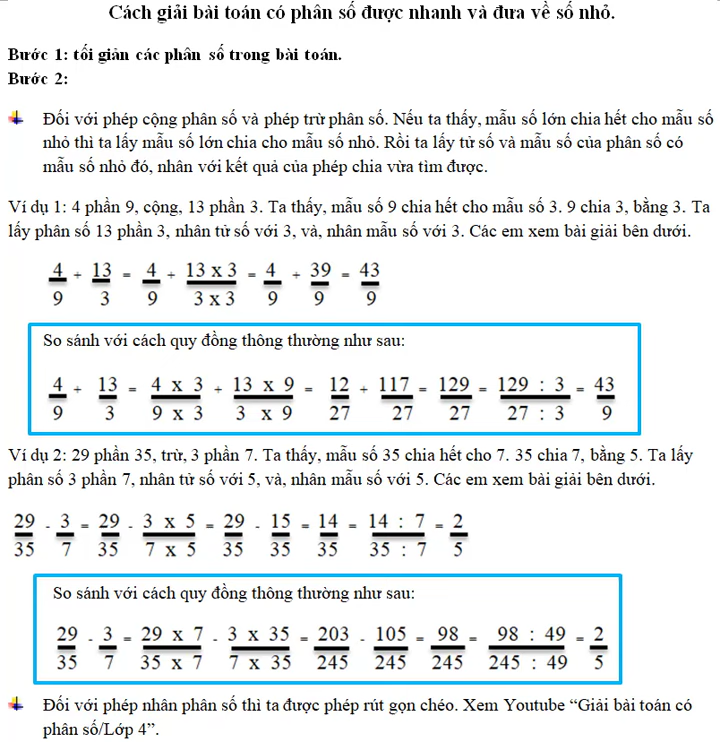 Cách giải bài toán có phân số được nhanh và đưa về số nhỏ.
Bước 1: tối giản các phân số trong bài toán.
Bước 2:
Đối với phép cộng phân số và phép trừ phân số. Nếu ta thấy, mẫu số lớn chia hết cho mẫu số
nhỏ thì ta lấy mẫu số lớn chia cho mẫu số nhỏ. Rồi ta lấy tử số và mẫu số của phân số có
mẫu số nhỏ đó, nhân với kết quả của phép chia vừa tìm được.
Ví dụ 1: 4 phần 9, cộng, 13 phần 3. Ta thấy, mẫu số 9 chia hết cho mẫu số 3. 9 chia 3, bằng 3. Ta
lấy phân số 13 phần 3, nhân tử số với 3, và, nhân mẫu số với 3. Các em xem bài giải bên dưới.
4/9 + 13/3 = 4/9 + 13 x 3/3 x 3 = 4/9 + 39/9 = 43/9
So sánh với cách quy đồng thông thường như sau:
4/9 + 13/3 = 4 x 3/9 x 3 + 13 x 9/3 x 9 = 12/27 + 117/27 = 129/27 = 129 : 3/27 : 3 = 43/9
Ví dụ 2: 29 phần 35, trừ, 3 phần 7. Ta thấy, mẫu số 35 chia hết cho 7. 35 chia 7, bằng 5. Ta lấy
phân số 3 phần 7, nhân tử số với 5, và, nhân mẫu số với 5. Các em xem bài giải bên dưới.
29/35 - 3/7 = 29/35 - 3 x 5/7 x 5 = 29/35 - 15/35 = 14/35 = 14 : 7/35 : 7 = 2/5
So sánh với cách quy đồng thông thường như sau:
29/35 - 3/7 = 29 x 7/35 x 7 - 3 x 35/7 x 35 = 203/245 - 105/245 = 98/245 = 98 : 49/245 : 49 = 2/5
Đối với phép nhân phân số thì ta được phép rút gọn chéo. Xem Youtube “Giải bài toán có
phân số/Lớp 4”.